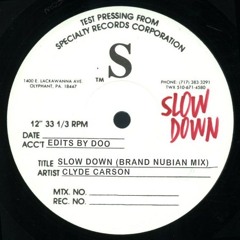 TEST PRESSING FROM
SPECIALTY RECORDS CORPORATION
S
TM
1400 E. LACKAWANNA AVE.
OLYPHANT, PA. 18447
PHONE: (717) 383-3291
TWX 510-671-4580
SLOW
DOWN
12" 33 1/3 RPM
DATE
ACC'T EDITS BY DOO
TITLE SLOW DOWN (BRAND NUBIAN MIX)
ARTIST CLYDE CARSON
MTX. NO.
REC. NO.